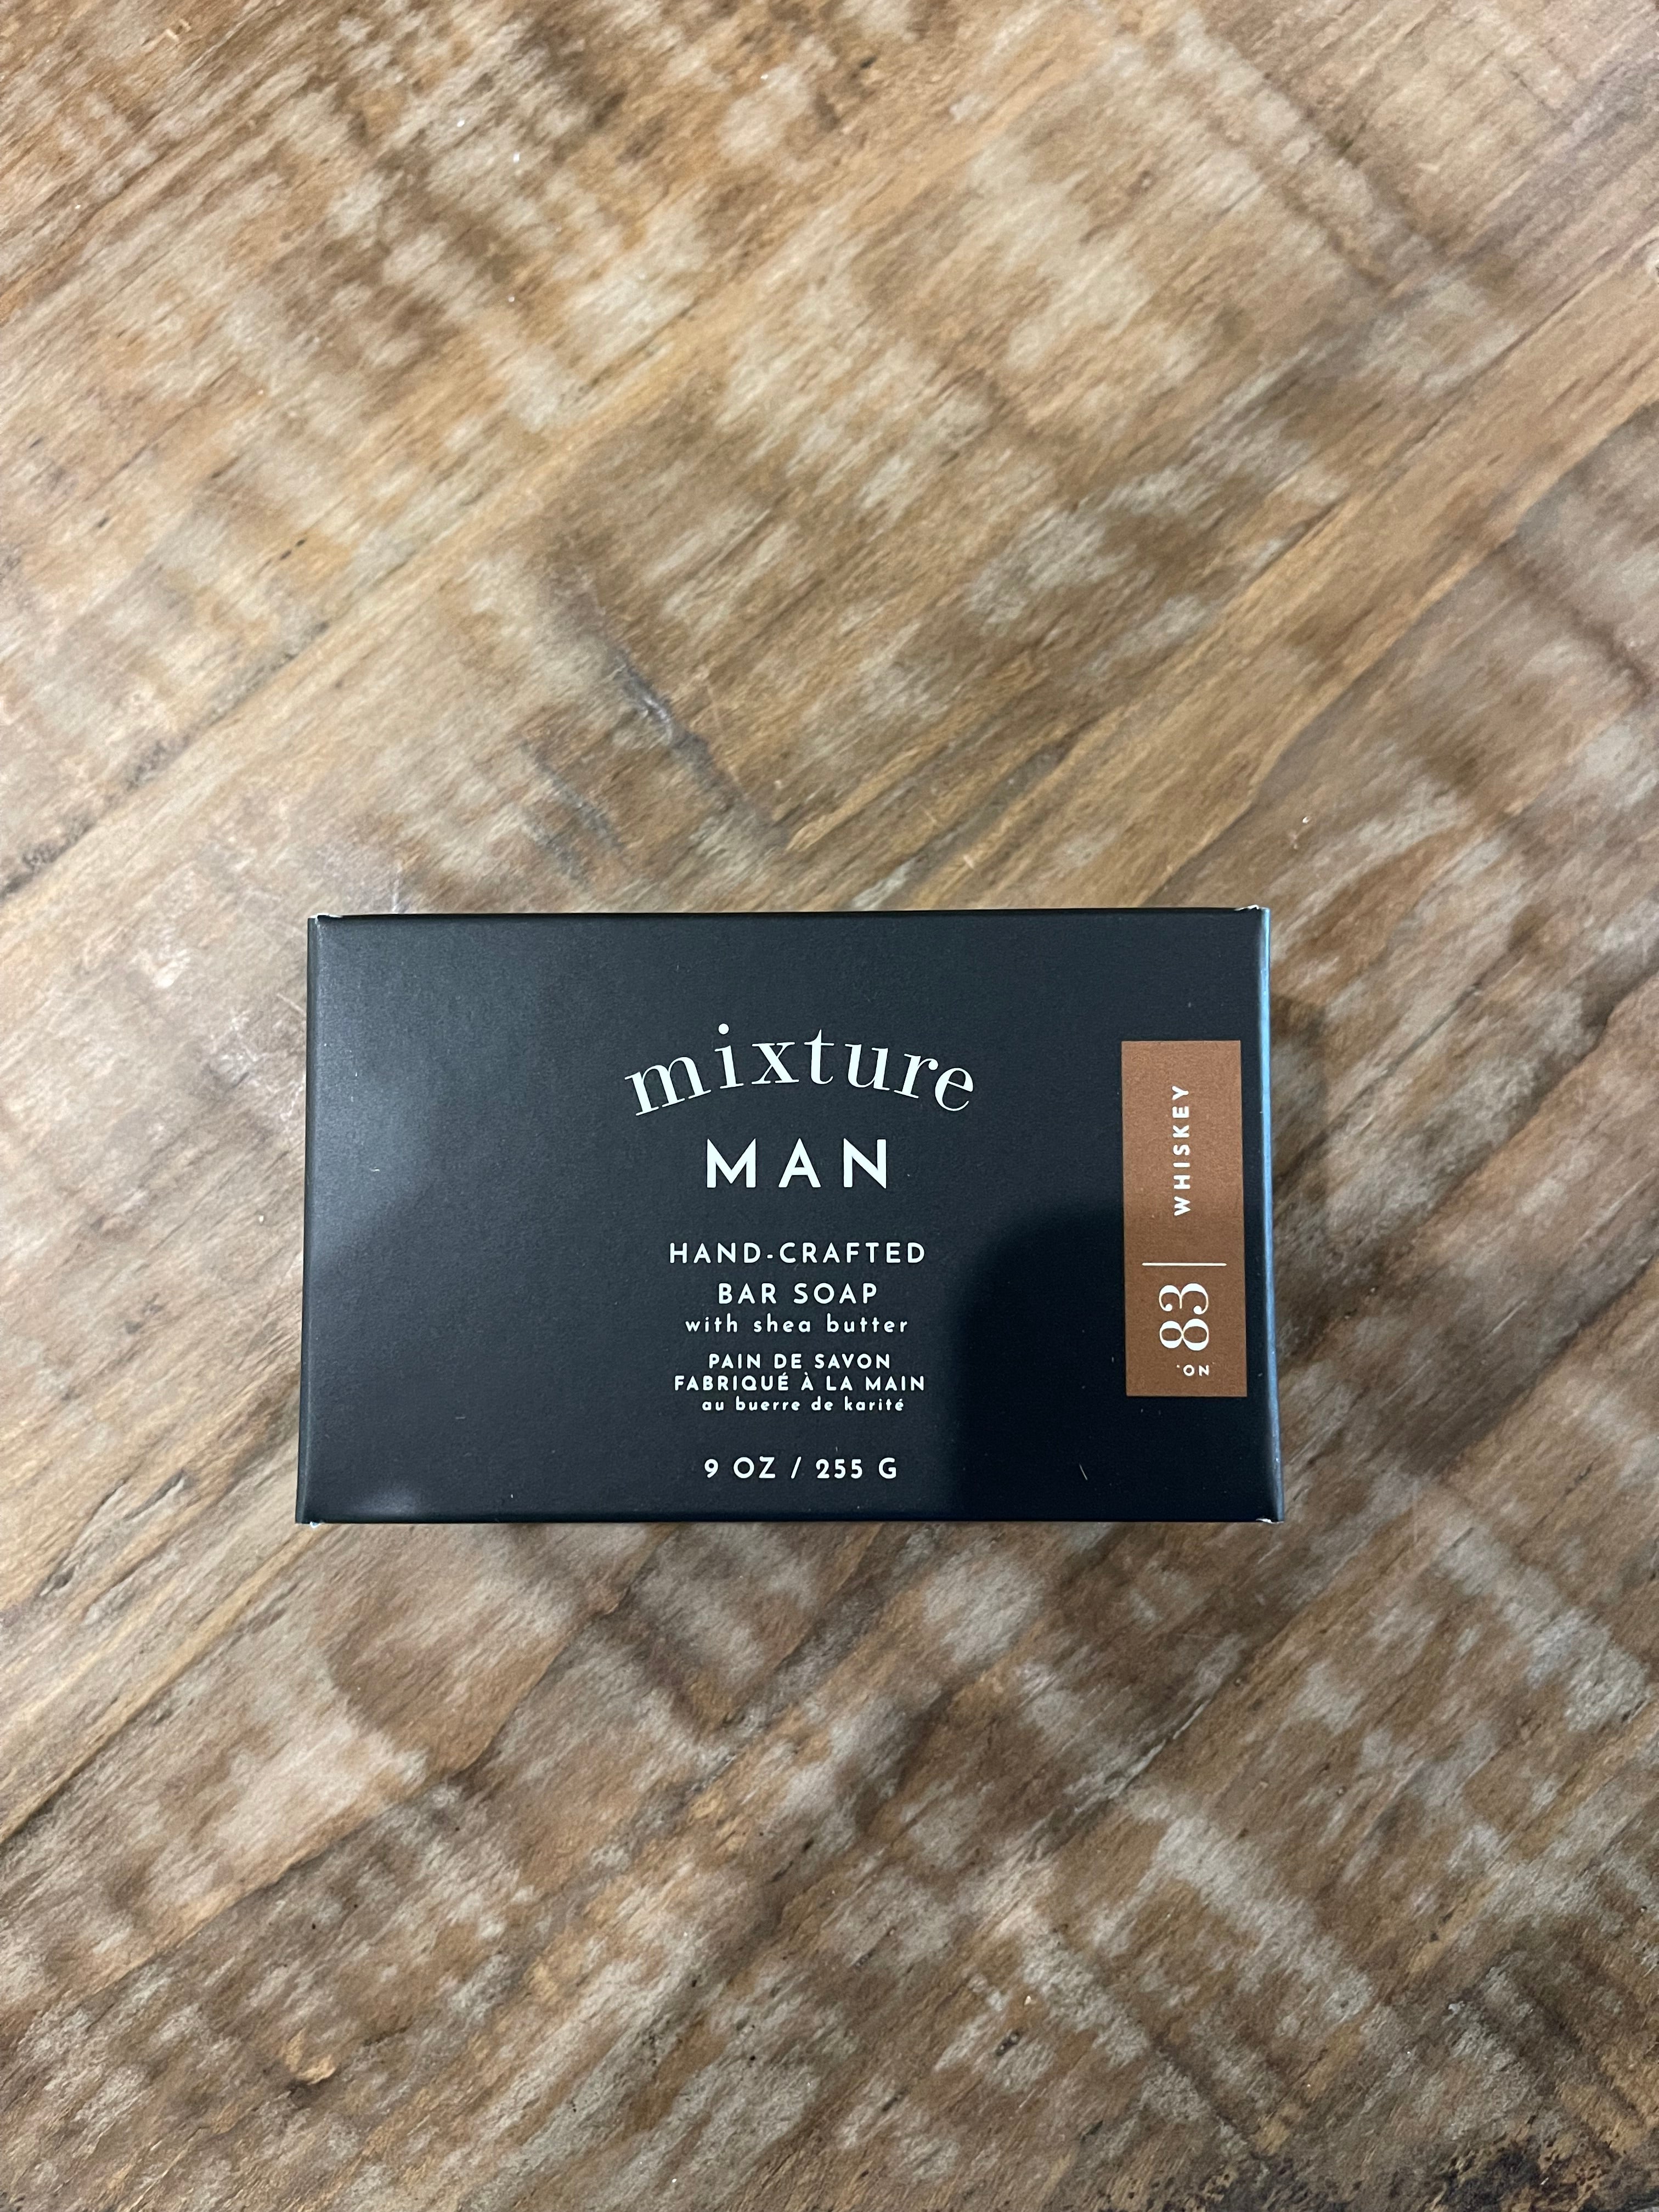 mixture
MAN
HAND-CRAFTED
BAR SOAP
with shea butter
PAIN DE SAVON
FABRIQUÉ À LA MAIN
au buerre de karité
9 OZ / 255 G
NO. 83 | WHISKEY